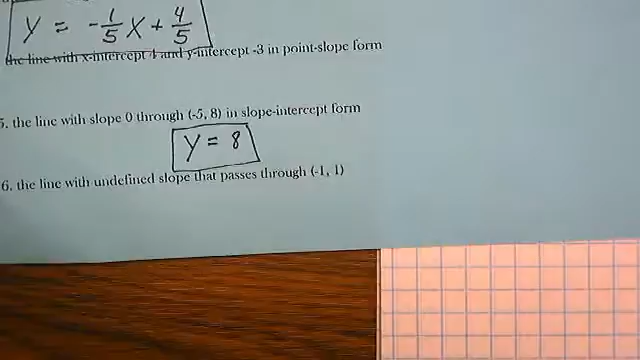 Y = -1/5 X + 4/5
the line with x-intercept 4 and y-intercept -3 in point-slope form
5. the line with slope 0 through (-5, 8) in slope-intercept form
Y = 8
6. the line with undefined slope that passes through (-1, 1)